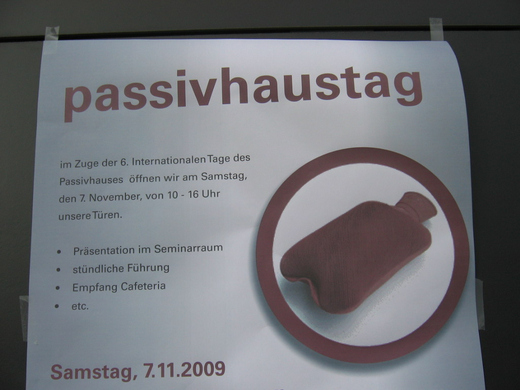 passivhaustag
im Zuge der 6. Internationalen Tage des
Passivhauses öffnen wir am Samstag,
den 7. November, von 10 - 16 Uhr
unsere Türen.
• Präsentation im Seminarraum
• stündliche Führung
• Empfang Cafeteria
• etc.
Samstag, 7.11.2009